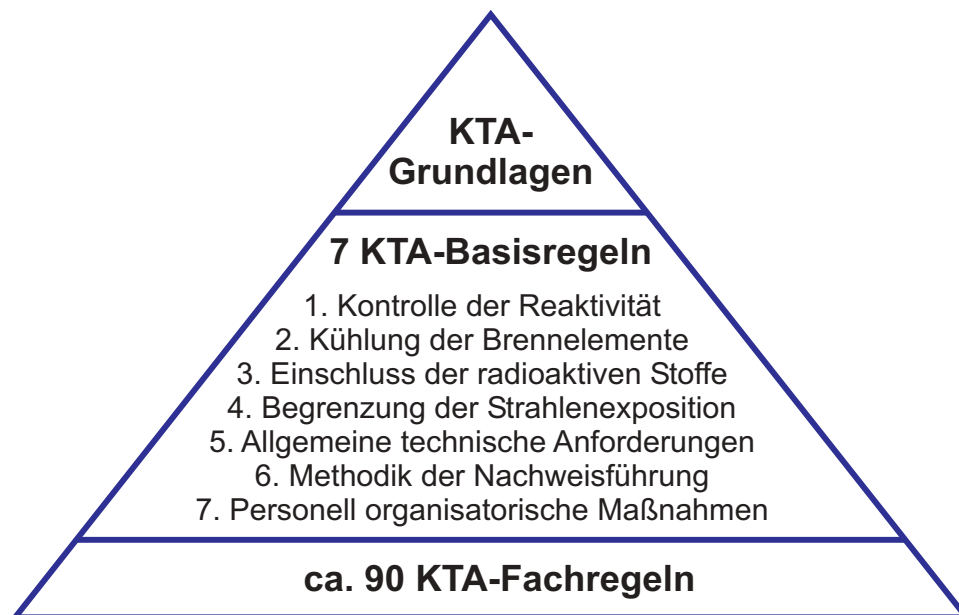 KTA-
Grundlagen
7 KTA-Basisregeln
1. Kontrolle der Reaktivität
2. Kühlung der Brennelemente
3. Einschluss der radioaktiven Stoffe
4. Begrenzung der Strahlenexposition
5. Allgemeine technische Anforderungen
6. Methodik der Nachweisführung
7. Personell organisatorische Maßnahmen
ca. 90 KTA-Fachregeln